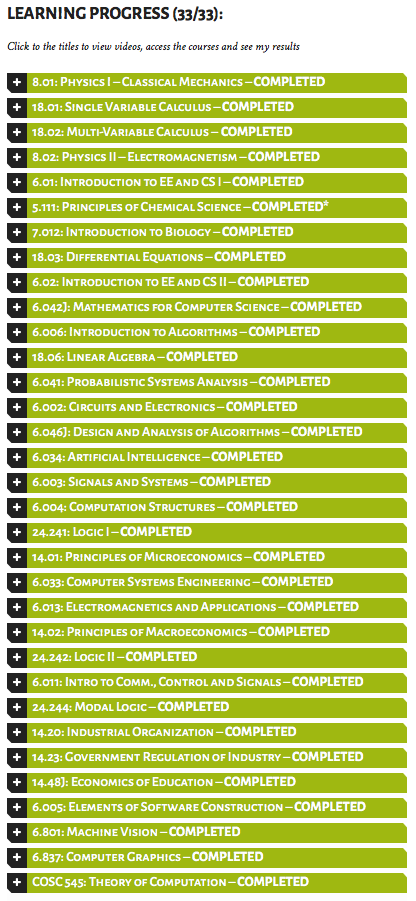 LEARNING PROGRESS (33/33):
Click to the titles to view videos, access the courses and see my results
+ 8.01: Physics I – Classical Mechanics – COMPLETED
+ 18.01: Single Variable Calculus – COMPLETED
+ 18.02: Multi-Variable Calculus – COMPLETED
+ 8.02: Physics II – Electromagnetism – COMPLETED
+ 6.01: Introduction to EE and CS I – COMPLETED
+ 5.111: Principles of Chemical Science – COMPLETED*
+ 7.012: Introduction to Biology – COMPLETED
+ 18.03: Differential Equations – COMPLETED
+ 6.02: Introduction to EE and CS II – COMPLETED
+ 6.042J: Mathematics for Computer Science – COMPLETED
+ 6.006: Introduction to Algorithms – COMPLETED
+ 18.06: Linear Algebra – COMPLETED
+ 6.041: Probabilistic Systems Analysis – COMPLETED
+ 6.002: Circuits and Electronics – COMPLETED
+ 6.046J: Design and Analysis of Algorithms – COMPLETED
+ 6.034: Artificial Intelligence – COMPLETED
+ 6.003: Signals and Systems – COMPLETED
+ 6.004: Computation Structures – COMPLETED
+ 24.241: Logic I – COMPLETED
+ 14.01: Principles of Microeconomics – COMPLETED
+ 6.033: Computer Systems Engineering – COMPLETED
+ 6.013: Electromagnetics and Applications – COMPLETED
+ 14.02: Principles of Macroeconomics – COMPLETED
+ 24.242: Logic II – COMPLETED
+ 6.011: Intro to Comm., Control and Signals – COMPLETED
+ 24.244: Modal Logic – COMPLETED
+ 14.20: Industrial Organization – COMPLETED
+ 14.23: Government Regulation of Industry – COMPLETED
+ 14.48J: Economics of Education – COMPLETED
+ 6.005: Elements of Software Construction – COMPLETED
+ 6.801: Machine Vision – COMPLETED
+ 6.837: Computer Graphics – COMPLETED
+ COSC 545: Theory of Computation – COMPLETED